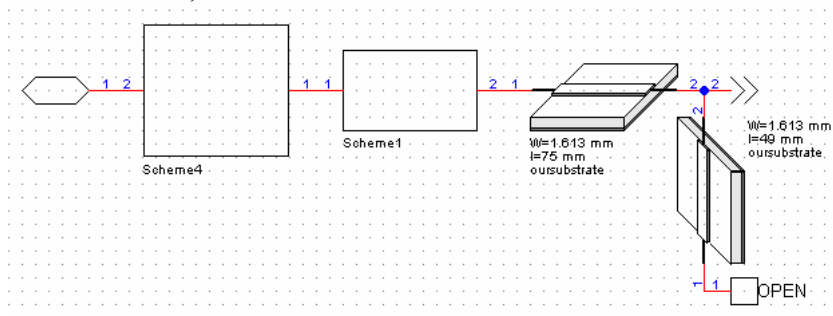 1 2 1 1 2 1 2 2
2
Scheme4
Scheme1
W=1.613 mm
l=75 mm
oursubstrate
W=1.613 mm
l=49 mm
oursubstrate
1 1
OPEN